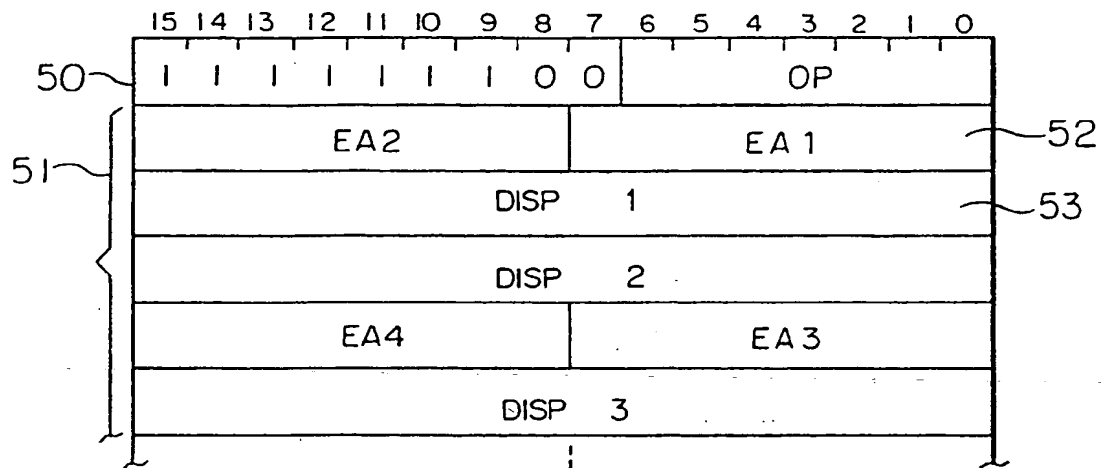 15 14 13 12 11 10 9 8 7 6 5 4 3 2 1 0
50 1 1 1 1 1 1 1 0 0 OP
EA2 EA1 52
51
DISP 1 53
DISP 2
EA4 EA3
DISP 3